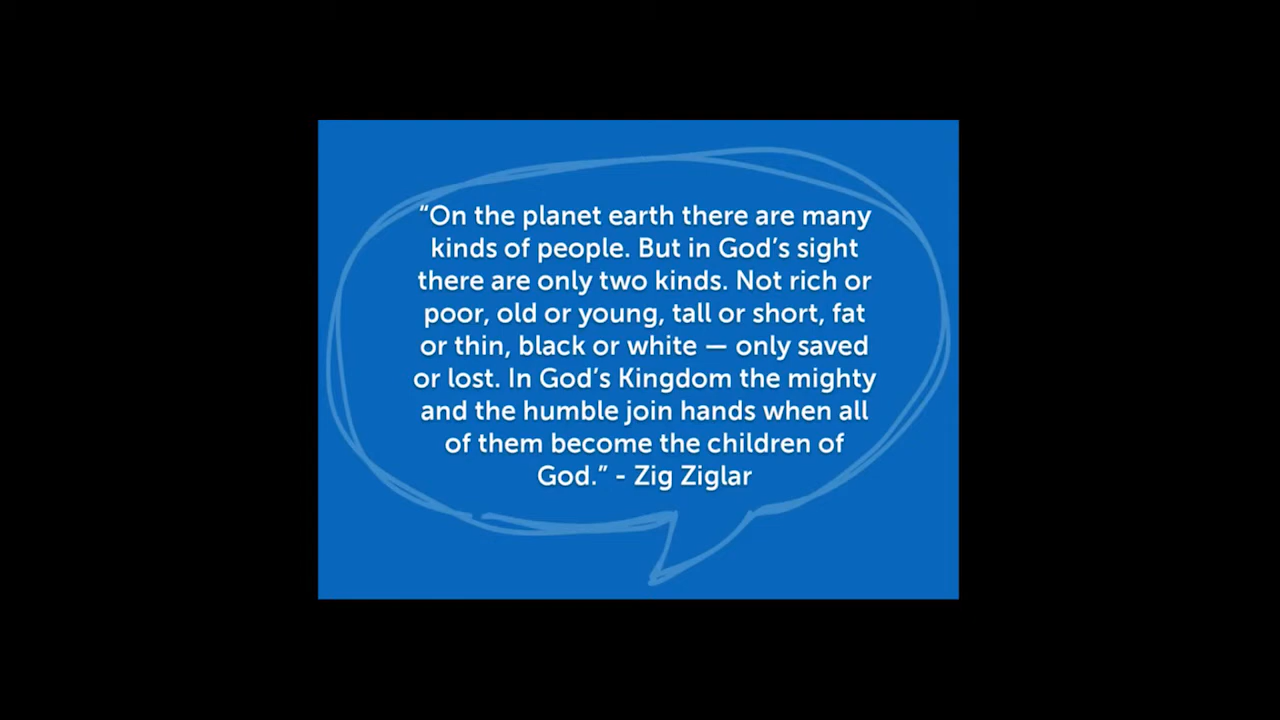 “On the planet earth there are many
kinds of people. But in God’s sight
there are only two kinds. Not rich or
poor, old or young, tall or short, fat
or thin, black or white — only saved
or lost. In God’s Kingdom the mighty
and the humble join hands when all
of them become the children of
God.” - Zig Ziglar